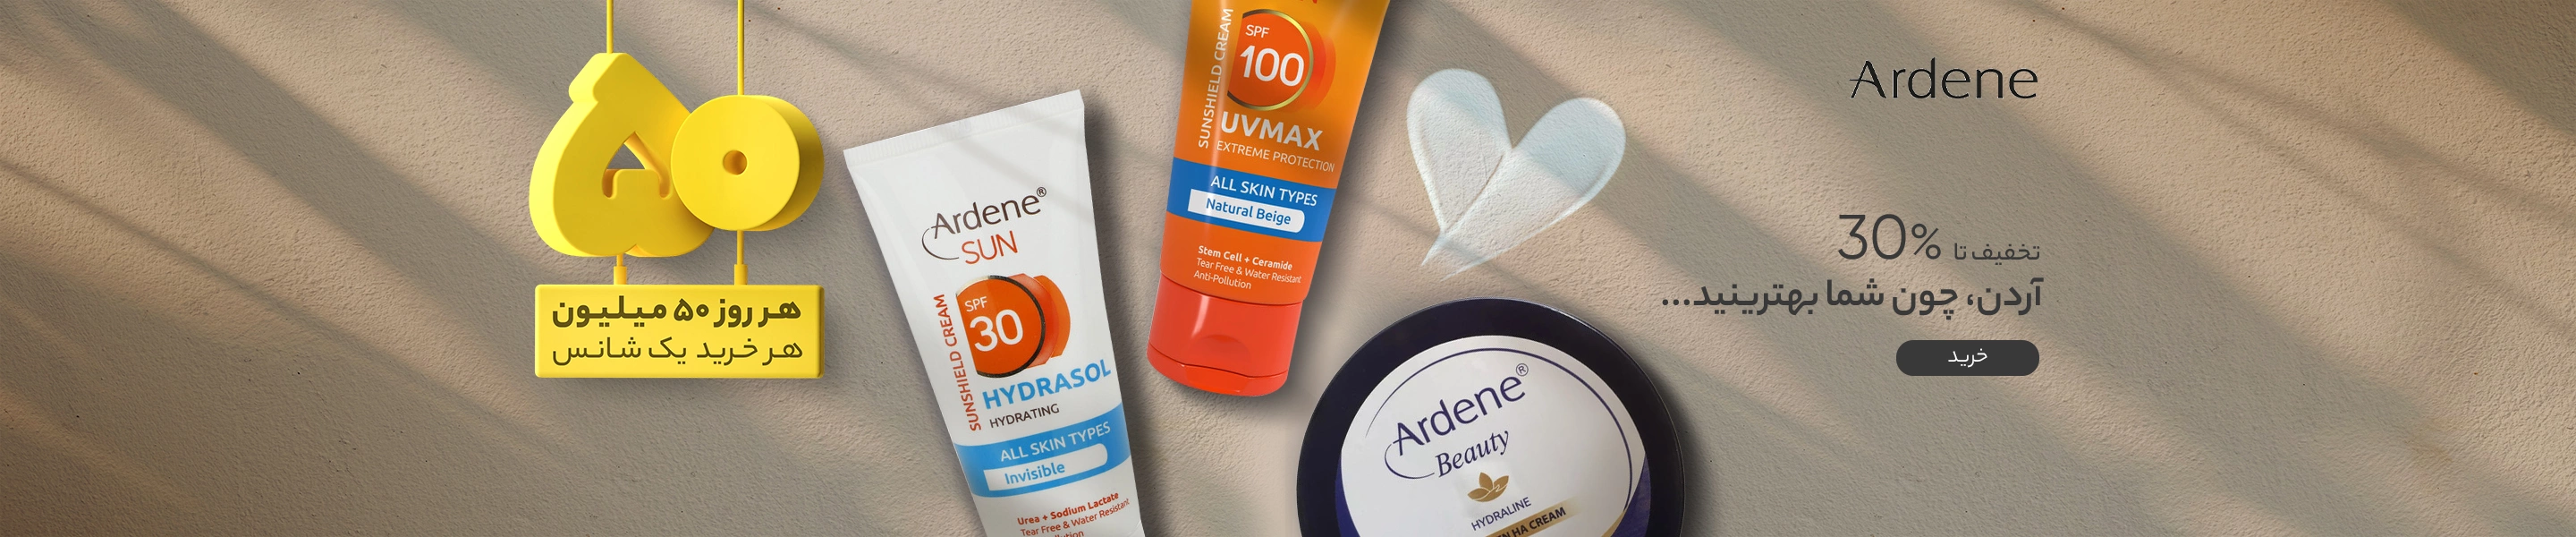 Ardene
تخفیف تا 30%
آردن، چون شما بهترینید...
خرید
۵۰
هر روز ۵۰ میلیون
هر خرید یک شانس
Ardene®
SUN
SUNSHIELD CREAM
SPF
30
HYDRASOL
HYDRATING
ALL SKIN TYPES
Invisible
Urea + Sodium Lactate
Tear Free & Water Resistant
SUNSHIELD CREAM
SPF
100
UVMAX
EXTREME PROTECTION
ALL SKIN TYPES
Natural Beige
Stem Cell + Ceramide
Tear Free & Water Resistant
Anti-Pollution
Ardene®
Beauty
HYDRALINE
HA CREAM